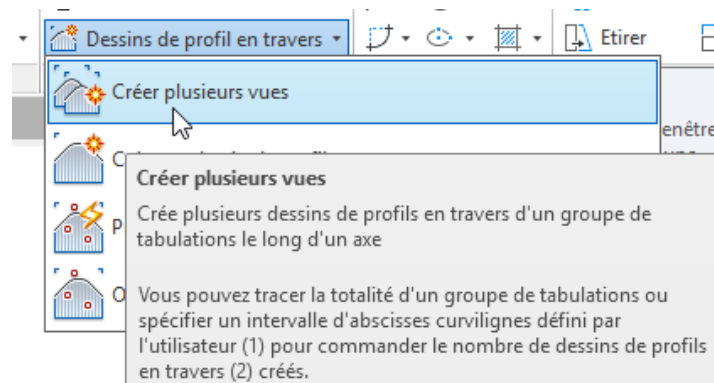 Dessins de profil en travers
Etirer
Créer plusieurs vues
enêtre
Créer plusieurs vues
Crée plusieurs dessins de profils en travers d'un groupe de
tabulations le long d'un axe
Vous pouvez tracer la totalité d'un groupe de tabulations ou
spécifier un intervalle d'abscisses curvilignes défini par
l'utilisateur (1) pour commander le nombre de dessins de profils
en travers (2) créés.